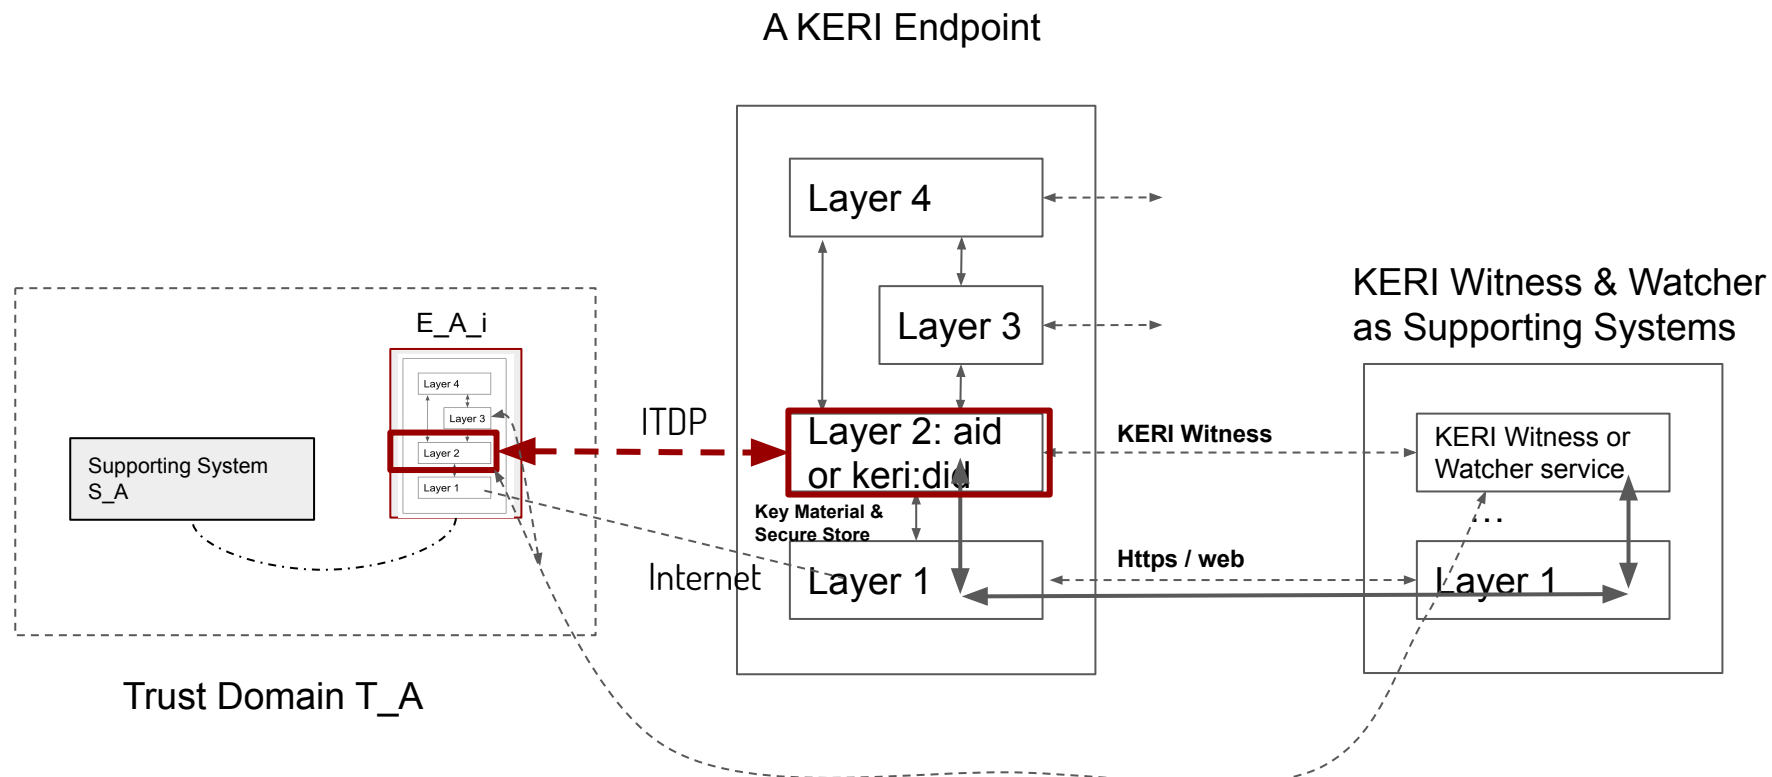 A KERI Endpoint
Layer 4
Layer 3
Layer 2: aid
or keri:did
Key Material &
Secure Store
Layer 1
KERI Witness & Watcher
as Supporting Systems
KERI Witness or
Watcher service
...
Layer 1
KERI Witness
Https / web
ITDP
Internet
E_A_i
Layer 4
Layer 3
Layer 2
Layer 1
Supporting System
S_A
Trust Domain T_A